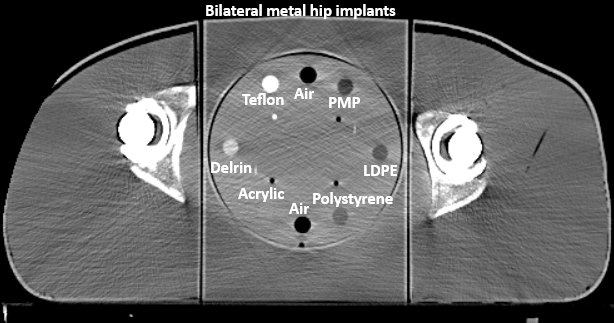 Bilateral metal hip implants
Teflon
Air
PMP
Delrin
LDPE
Acrylic
Polystyrene
Air